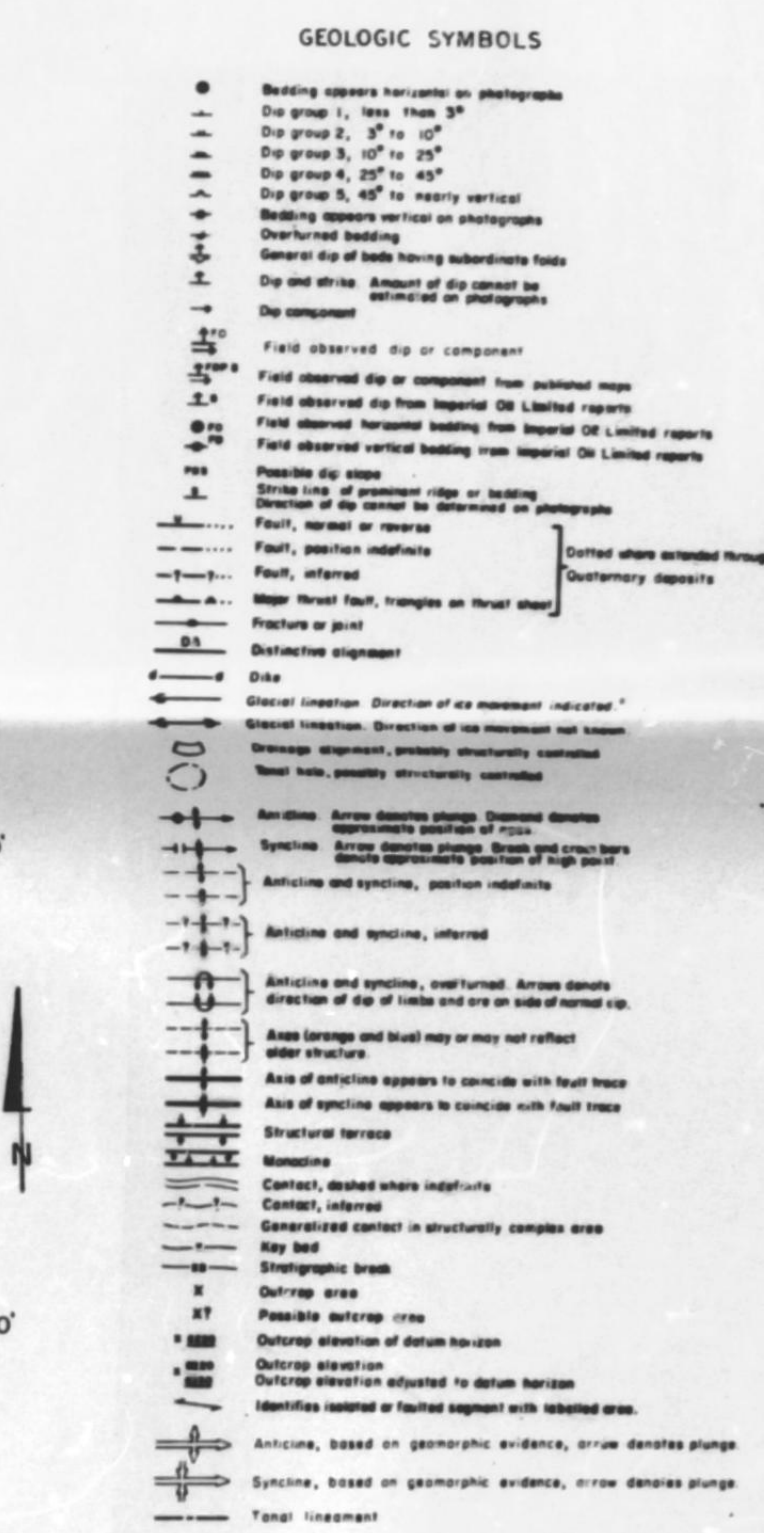 GEOLOGIC SYMBOLS
Bedding appears horizontal on photographs
Dip group 1, less than 3°
Dip group 2, 3° to 10°
Dip group 3, 10° to 25°
Dip group 4, 25° to 45°
Dip group 5, 45° to nearly vertical
Bedding appears vertical on photographs
Overturned bedding
General dip of beds having subordinate folds
Dip and strike. Amount of dip cannot be
estimated on photographs
Dip component
FO Field observed dip or component
Field observed dip or component from published maps
Field observed dip from Imperial Oil Limited reports
FO Field observed horizontal bedding from Imperial Oil Limited reports
Field observed vertical bedding from Imperial Oil Limited reports
Possible dip slope
Strike line of prominent ridge or bedding
Direction of dip cannot be determined on photographs
U Fault, normal or reverse
Fault, position indefinite
Dotted where extended throug
? ? Fault, inferred
Quaternary deposits
Major thrust fault, triangles on thrust sheet
Fracture or joint
Distinctive alignment
d d Dike
Glacial lineation. Direction of ice movement indicated.
Glacial lineation. Direction of ice movement not known
Drainage alignment, probably structurally controlled
Tonal halo, possibly structurally controlled
Anticline. Arrow denotes plunge. Diamond denotes
approximate position of apex.
Syncline. Arrow denotes plunge. Break and cross bars
denote approximate position of high point.
Anticline and syncline, position indefinite
? ? Anticline and syncline, inferred
? ?
Anticline and syncline, overturned. Arrows denote
direction of dip of limbs and are on side of normal dip.
Axes (orange and blue) may or may not reflect
older structure.
Axis of anticline appears to coincide with fault trace
Axis of syncline appears to coincide with fault trace
Structural terrace
N
Monocline
Contact, dashed where indefinite
? ? Contact, inferred
Generalized contact in structurally complex area
Key bed
Stratigraphic break
X Outcrop area
X? Possible outcrop area
Outcrop elevation of datum horizon
Outcrop elevation
Outcrop elevation adjusted to datum horizon
Identifies isolated or faulted segment with labelled area.
Anticline, based on geomorphic evidence, arrow denotes plunge.
Syncline, based on geomorphic evidence, arrow denotes plunge.
Tonal lineament